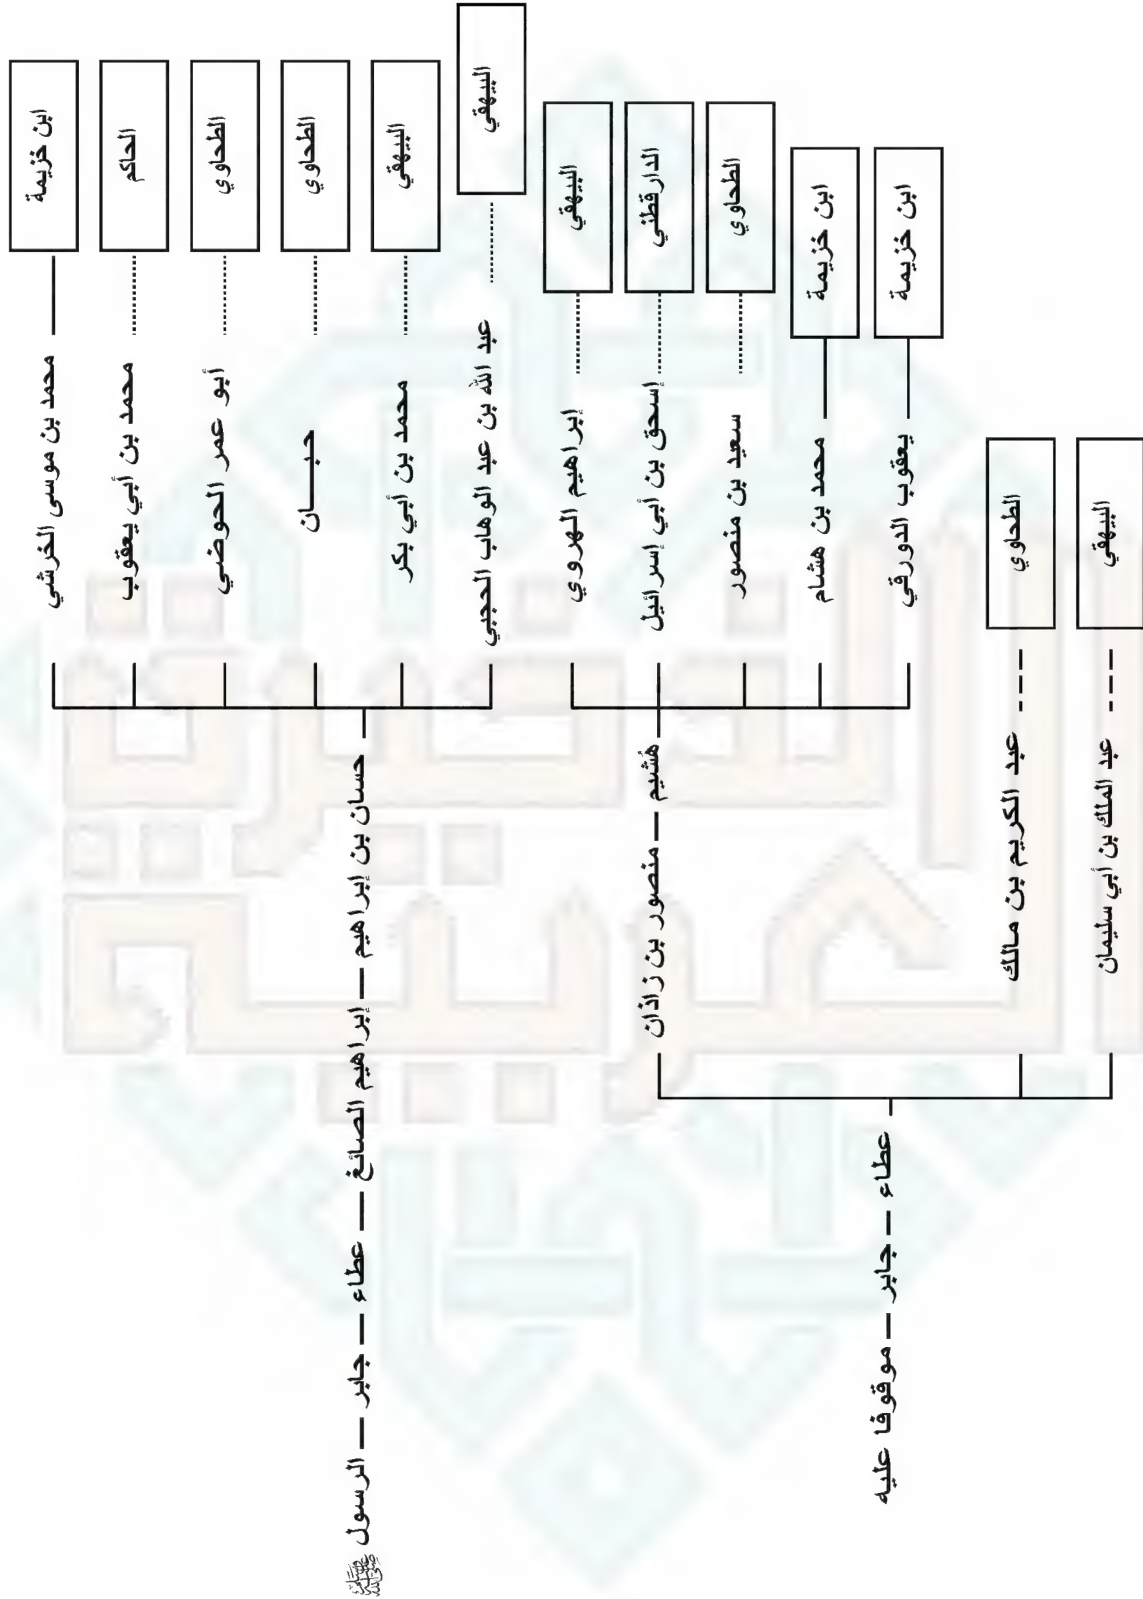 ابن خزيمة
محمد بن موسى الخرشي
الحاكم
محمد بن أبي يعقوب
الطحاوي
أبو عمر الحوضي
الطحاوي
حبــــان
البيهقي
محمد بن أبي بكر
البيهقي
عبد الله بن عبد الوهاب الحجبي
حسان بن إبراهيم — إبراهيم الصائغ — عطاء — جابر — الرسول ﷺ
البيهقي
إبراهيم الهروي
الدارقطني
إسحق بن أبي إسرائيل
الطحاوي
سعيد بن منصور
ابن خزيمة
محمد بن هشام
ابن خزيمة
يعقوب الدورقي
هُشيم — منصور بن زاذان
الطحاوي
عبد الكريم بن مالك
البيهقي
عبد الملك بن أبي سليمان
عطاء — جابر — موقوفا عليه
العربية